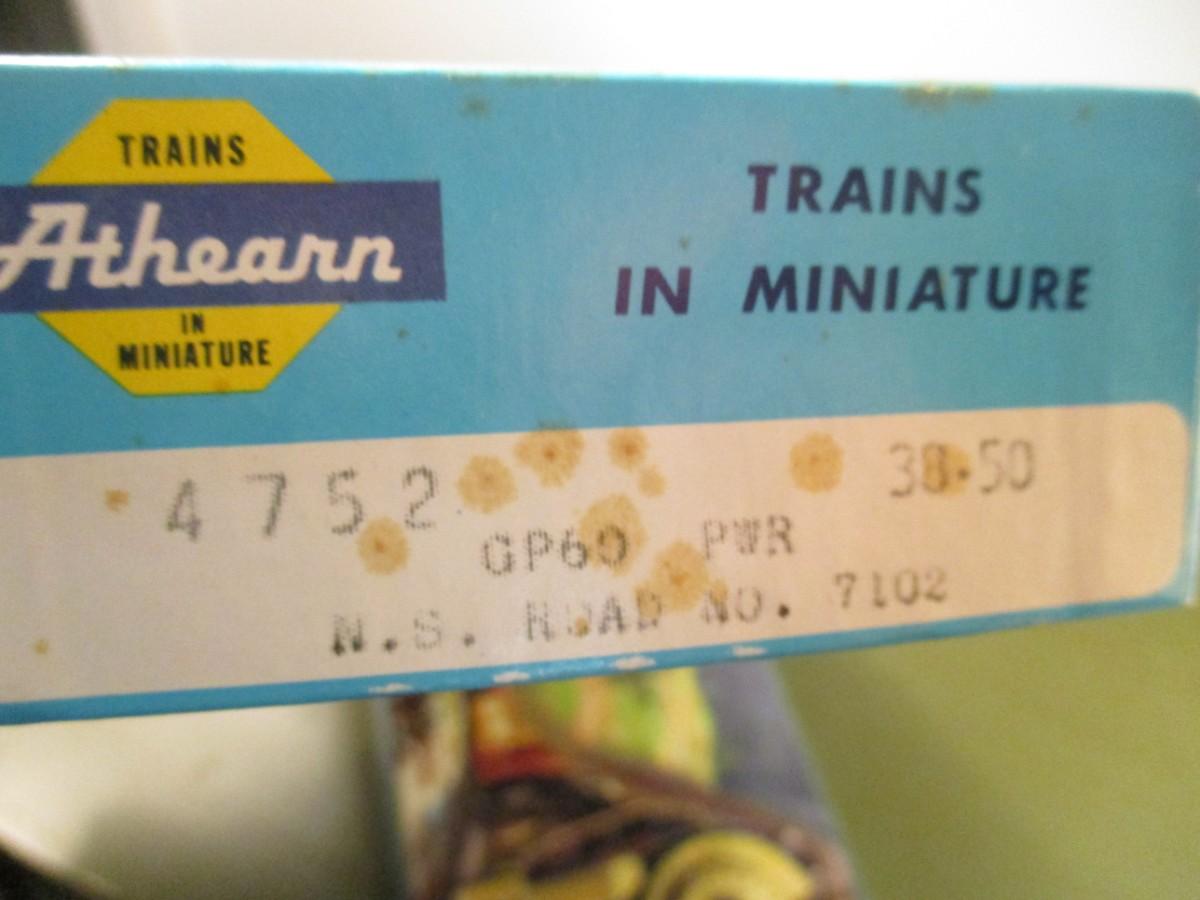 TRAINS
Athearn
IN
MINIATURE
TRAINS
IN MINIATURE
4752 38.50
GP60 PWR
N.S. ROAD NO. 7102